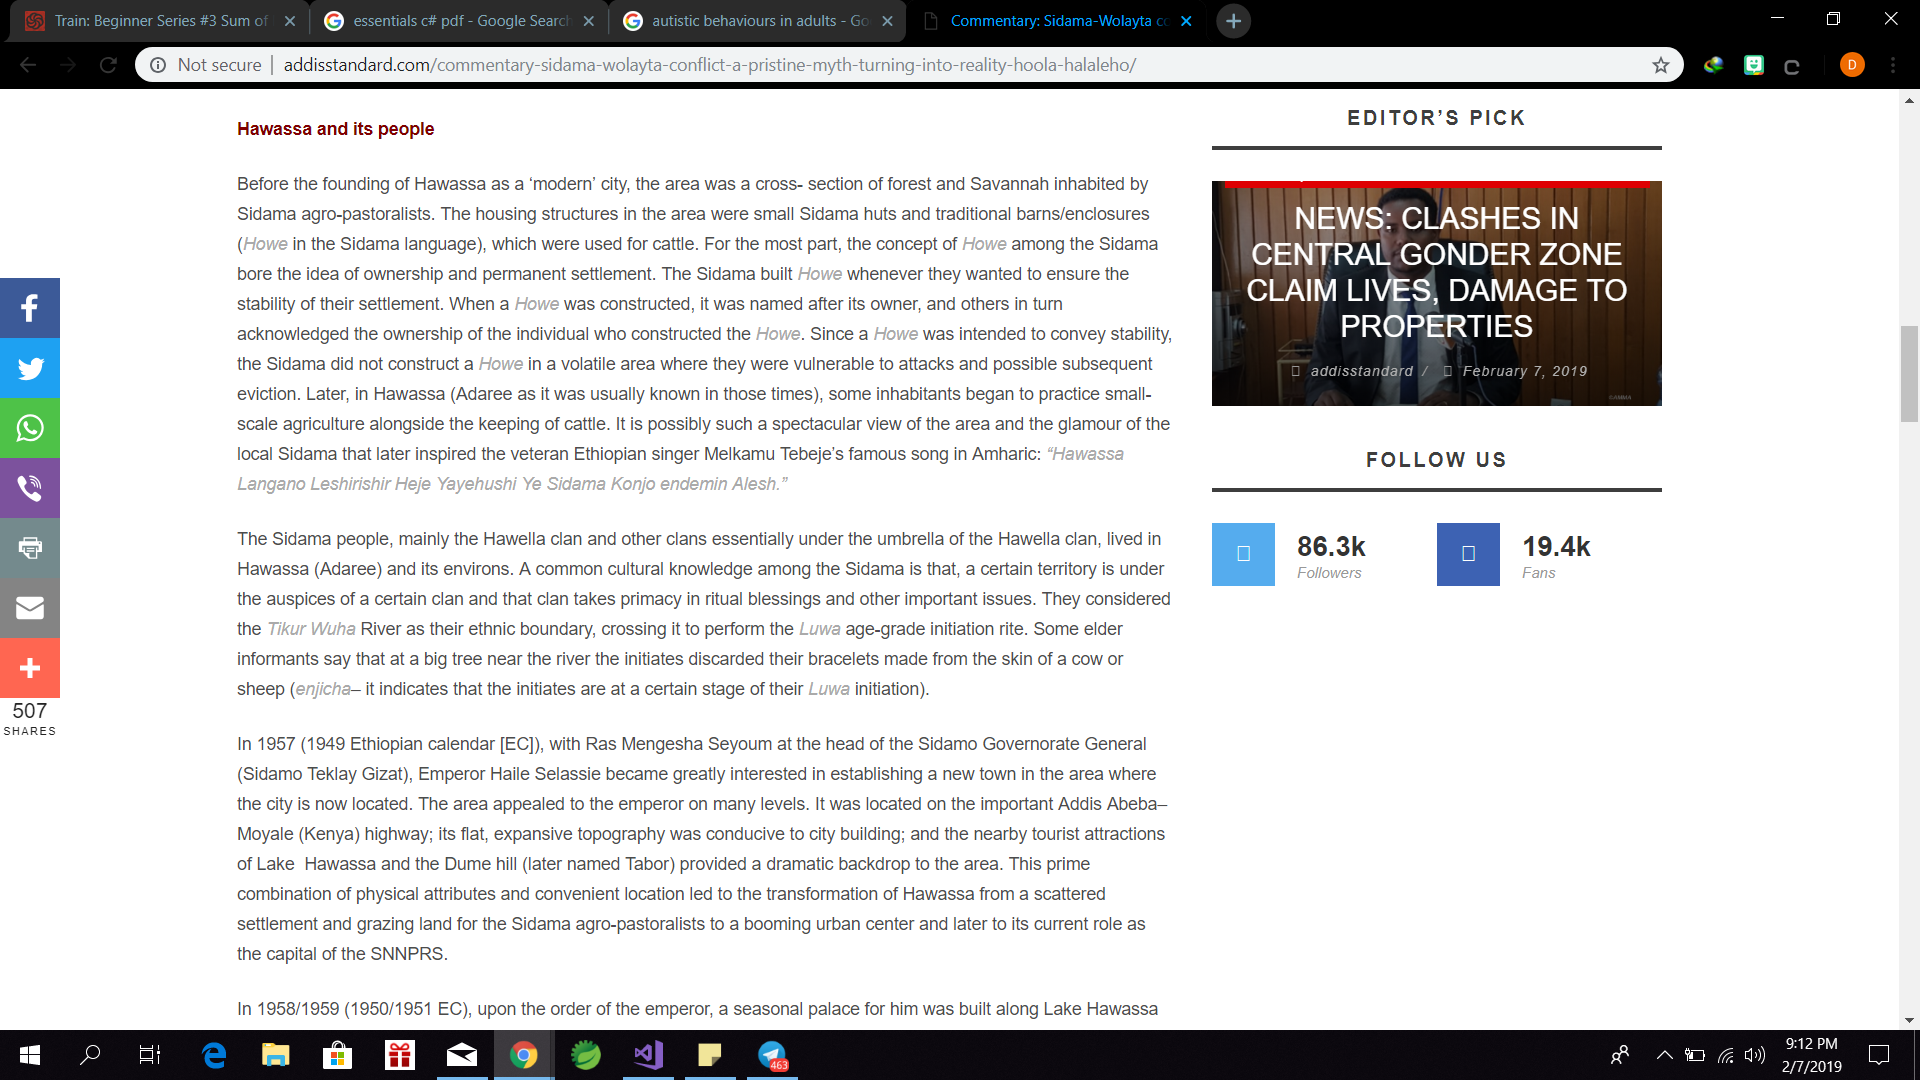 Train: Beginner Series #3 Sum of
essentials c# pdf - Google Search
autistic behaviours in adults - Go
Commentary: Sidama-Wolayta co
Not secure | addisstandard.com/commentary-sidama-wolayta-conflict-a-pristine-myth-turning-into-reality-hoola-halaleho/
D
Hawassa and its people
Before the founding of Hawassa as a ‘modern’ city, the area was a cross- section of forest and Savannah inhabited by
Sidama agro-pastoralists. The housing structures in the area were small Sidama huts and traditional barns/enclosures
(Howe in the Sidama language), which were used for cattle. For the most part, the concept of Howe among the Sidama
bore the idea of ownership and permanent settlement. The Sidama built Howe whenever they wanted to ensure the
stability of their settlement. When a Howe was constructed, it was named after its owner, and others in turn
acknowledged the ownership of the individual who constructed the Howe. Since a Howe was intended to convey stability,
the Sidama did not construct a Howe in a volatile area where they were vulnerable to attacks and possible subsequent
eviction. Later, in Hawassa (Adaree as it was usually known in those times), some inhabitants began to practice small-
scale agriculture alongside the keeping of cattle. It is possibly such a spectacular view of the area and the glamour of the
local Sidama that later inspired the veteran Ethiopian singer Melkamu Tebeje’s famous song in Amharic: “Hawassa
Langano Leshirishir Heje Yayehushi Ye Sidama Konjo endemin Alesh.”
The Sidama people, mainly the Hawella clan and other clans essentially under the umbrella of the Hawella clan, lived in
Hawassa (Adaree) and its environs. A common cultural knowledge among the Sidama is that, a certain territory is under
the auspices of a certain clan and that clan takes primacy in ritual blessings and other important issues. They considered
the Tikur Wuha River as their ethnic boundary, crossing it to perform the Luwa age-grade initiation rite. Some elder
informants say that at a big tree near the river the initiates discarded their bracelets made from the skin of a cow or
sheep (enjicha– it indicates that the initiates are at a certain stage of their Luwa initiation).
In 1957 (1949 Ethiopian calendar [EC]), with Ras Mengesha Seyoum at the head of the Sidamo Governorate General
(Sidamo Teklay Gizat), Emperor Haile Selassie became greatly interested in establishing a new town in the area where
the city is now located. The area appealed to the emperor on many levels. It was located on the important Addis Abeba–
Moyale (Kenya) highway; its flat, expansive topography was conducive to city building; and the nearby tourist attractions
of Lake  Hawassa and the Dume hill (later named Tabor) provided a dramatic backdrop to the area. This prime
combination of physical attributes and convenient location led to the transformation of Hawassa from a scattered
settlement and grazing land for the Sidama agro-pastoralists to a booming urban center and later to its current role as
the capital of the SNNPRS.
In 1958/1959 (1950/1951 EC), upon the order of the emperor, a seasonal palace for him was built along Lake Hawassa
507
SHARES
EDITOR’S PICK
NEWS: CLASHES IN
CENTRAL GONDER ZONE
CLAIM LIVES, DAMAGE TO
PROPERTIES
addisstandard / February 7, 2019
FOLLOW US
86.3k
Followers
19.4k
Fans
463
9:12 PM
2/7/2019